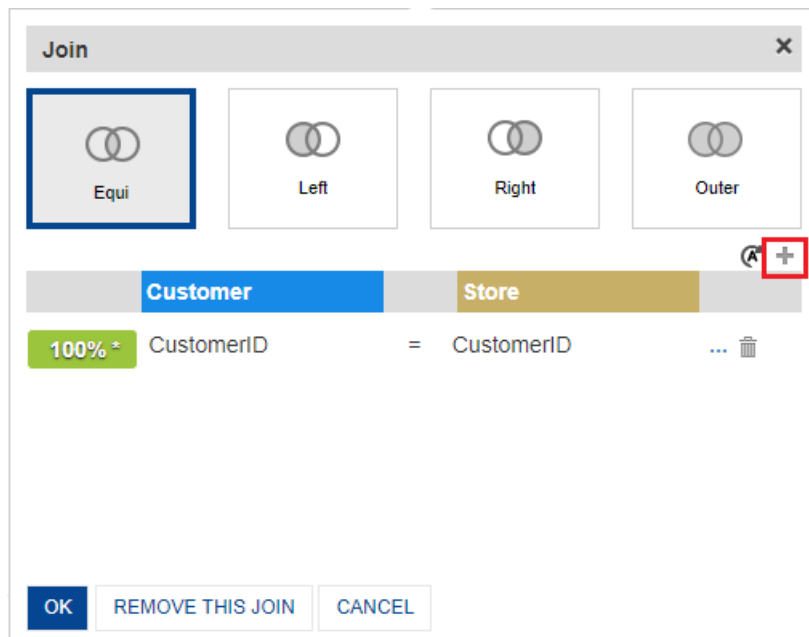 Join ×
Equi Left Right Outer
A +
Customer Store
100% * CustomerID = CustomerID ...
OK REMOVE THIS JOIN CANCEL